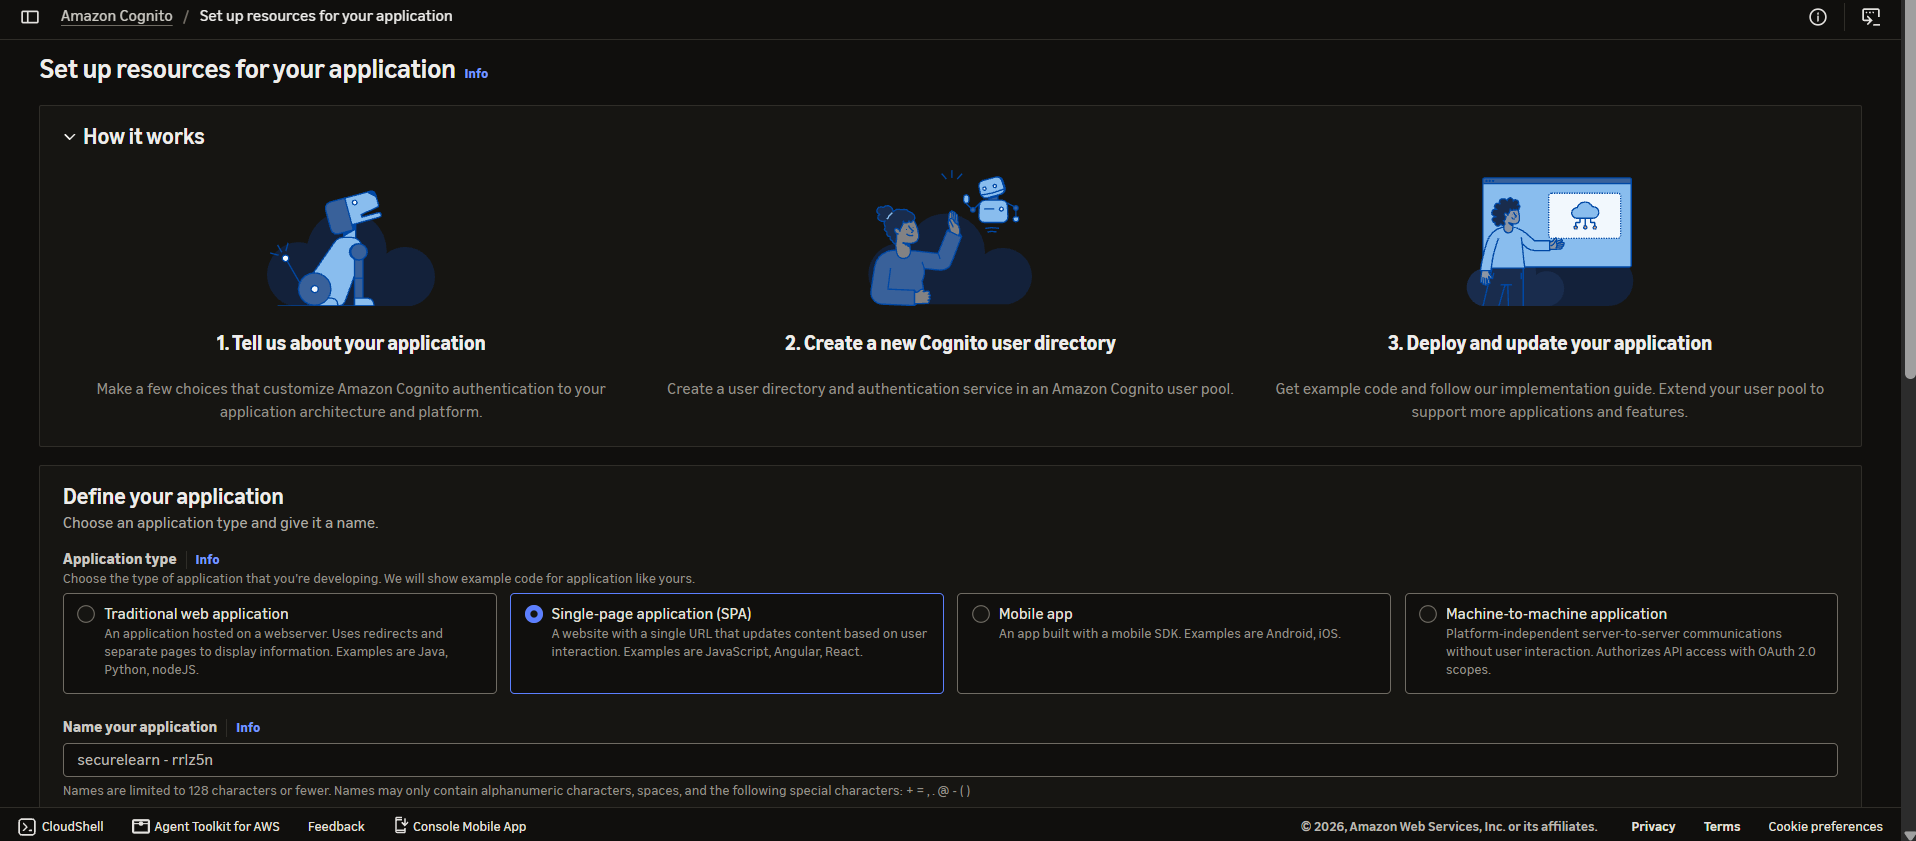 Amazon Cognito / Set up resources for your application
Set up resources for your application Info
How it works
1. Tell us about your application
Make a few choices that customize Amazon Cognito authentication to your
application architecture and platform.
2. Create a new Cognito user directory
Create a user directory and authentication service in an Amazon Cognito user pool.
3. Deploy and update your application
Get example code and follow our implementation guide. Extend your user pool to
support more applications and features.
Define your application
Choose an application type and give it a name.
Application type Info
Choose the type of application that you're developing. We will show example code for application like yours.
Traditional web application
An application hosted on a webserver. Uses redirects and
separate pages to display information. Examples are Java,
Python, nodeJS.
Single-page application (SPA)
A website with a single URL that updates content based on user
interaction. Examples are JavaScript, Angular, React.
Mobile app
An app built with a mobile SDK. Examples are Android, iOS.
Machine-to-machine application
Platform-independent server-to-server communications
without user interaction. Authorizes API access with OAuth 2.0
scopes.
Name your application Info
securelearn - rrlz5n
Names are limited to 128 characters or fewer. Names may only contain alphanumeric characters, spaces, and the following special characters: + = , . @ - ( )
CloudShell Agent Toolkit for AWS Feedback Console Mobile App © 2026, Amazon Web Services, Inc. or its affiliates. Privacy Terms Cookie preferences